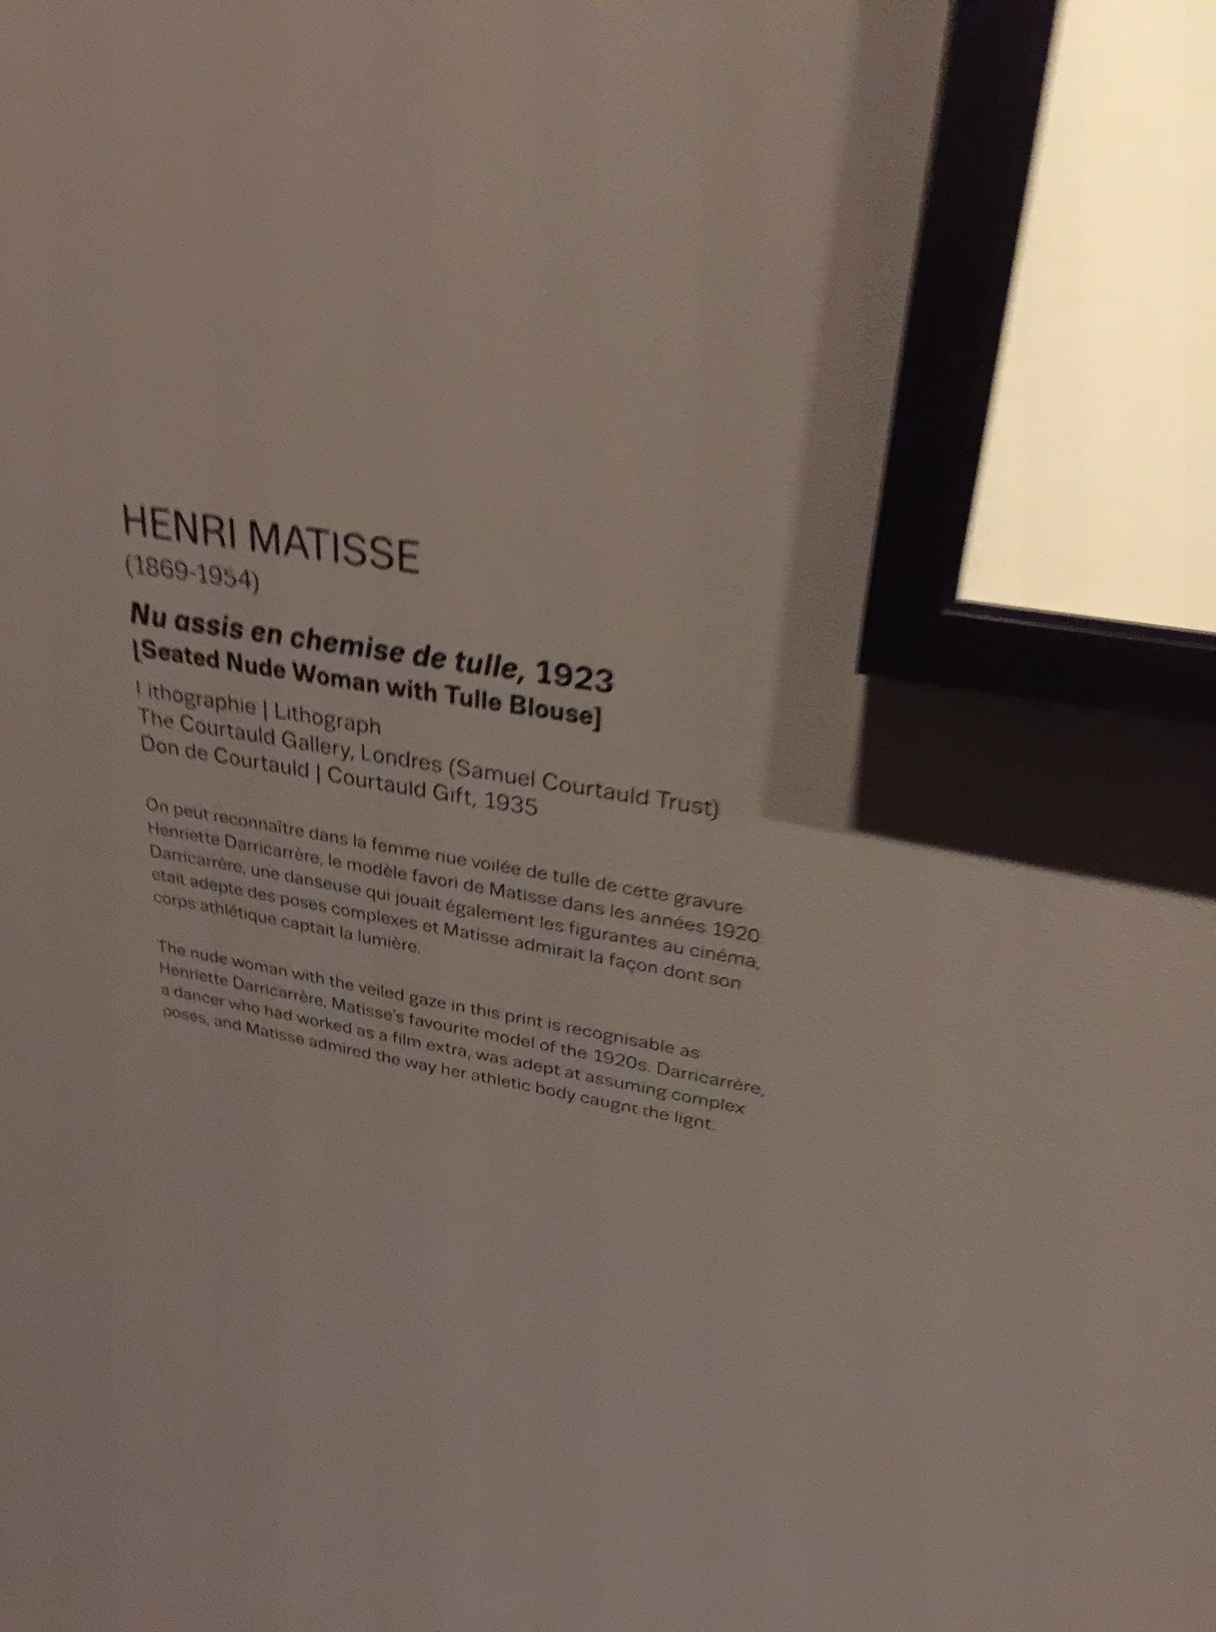 HENRI MATISSE
(1869-1954)
Nu assis en chemise de tulle, 1923
[Seated Nude Woman with Tulle Blouse]
Lithographie | Lithograph
The Courtauld Gallery, Londres (Samuel Courtauld Trust)
Don de Courtauld | Courtauld Gift, 1935
On peut reconnaître dans la femme nue voilée de tulle de cette gravure
Henriette Darricarrère, le modèle favori de Matisse dans les années 1920.
Darricarrère, une danseuse qui jouait également les figurantes au cinéma,
était adepte des poses complexes et Matisse admirait la façon dont son
corps athlétique captait la lumière.
The nude woman with the veiled gaze in this print is recognisable as
Henriette Darricarrère, Matisse's favourite model of the 1920s. Darricarrère,
a dancer who had worked as a film extra, was adept at assuming complex
poses, and Matisse admired the way her athletic body caught the light.